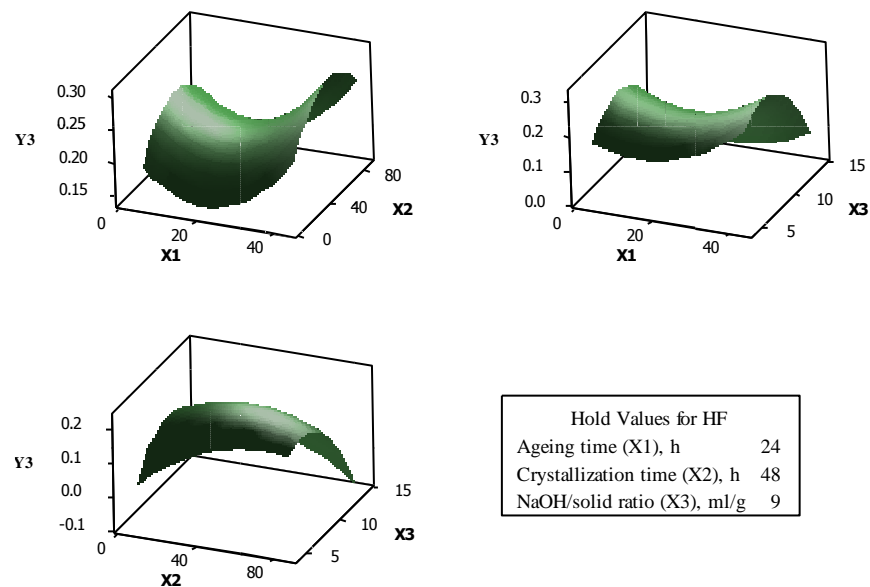 0.30
0.25
Y3
0.20
0.15
0
20
X1
40
0
40
80
X2
0.3
0.2
Y3
0.1
0.0
0
20
X1
40
5
10
15
X3
0.2
0.1
Y3
0.0
-0.1
0
40
X2
80
5
10
15
X3
Hold Values for HF
Ageing time (X1), h 24
Crystallization time (X2), h 48
NaOH/solid ratio (X3), ml/g 9